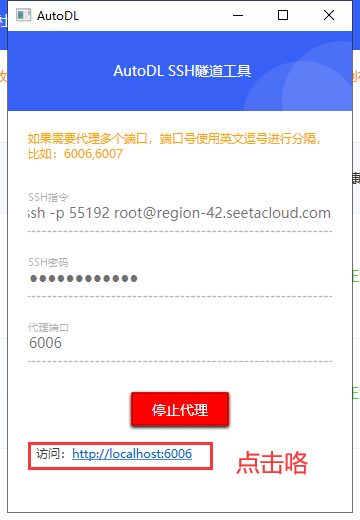 AutoDL
AutoDL SSH隧道工具
如果需要代理多个端口，端口号使用英文逗号进行分隔，
比如：6006,6007
SSH指令
ssh -p 55192 root@region-42.seetacloud.com
SSH密码
●●●●●●●●●●●●
代理端口
6006
停止代理
访问：http://localhost:6006
点击咯